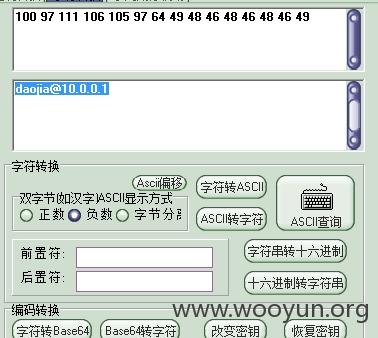 100 97 111 106 105 97 64 49 48 46 48 46 48 46 49
daojia@10.0.0.1
字符转换
Ascii偏移
字符转ASCII
双字节(如汉字)ASCII显示方式
正数 负数 字节分
ASCII转字符
ASCII查询
前置符:
字符串转十六进制
后置符:
十六进制转字符串
www.wooyun.org
编码转换
字符转Base64
Base64转字符
改变密钥
恢复密钥